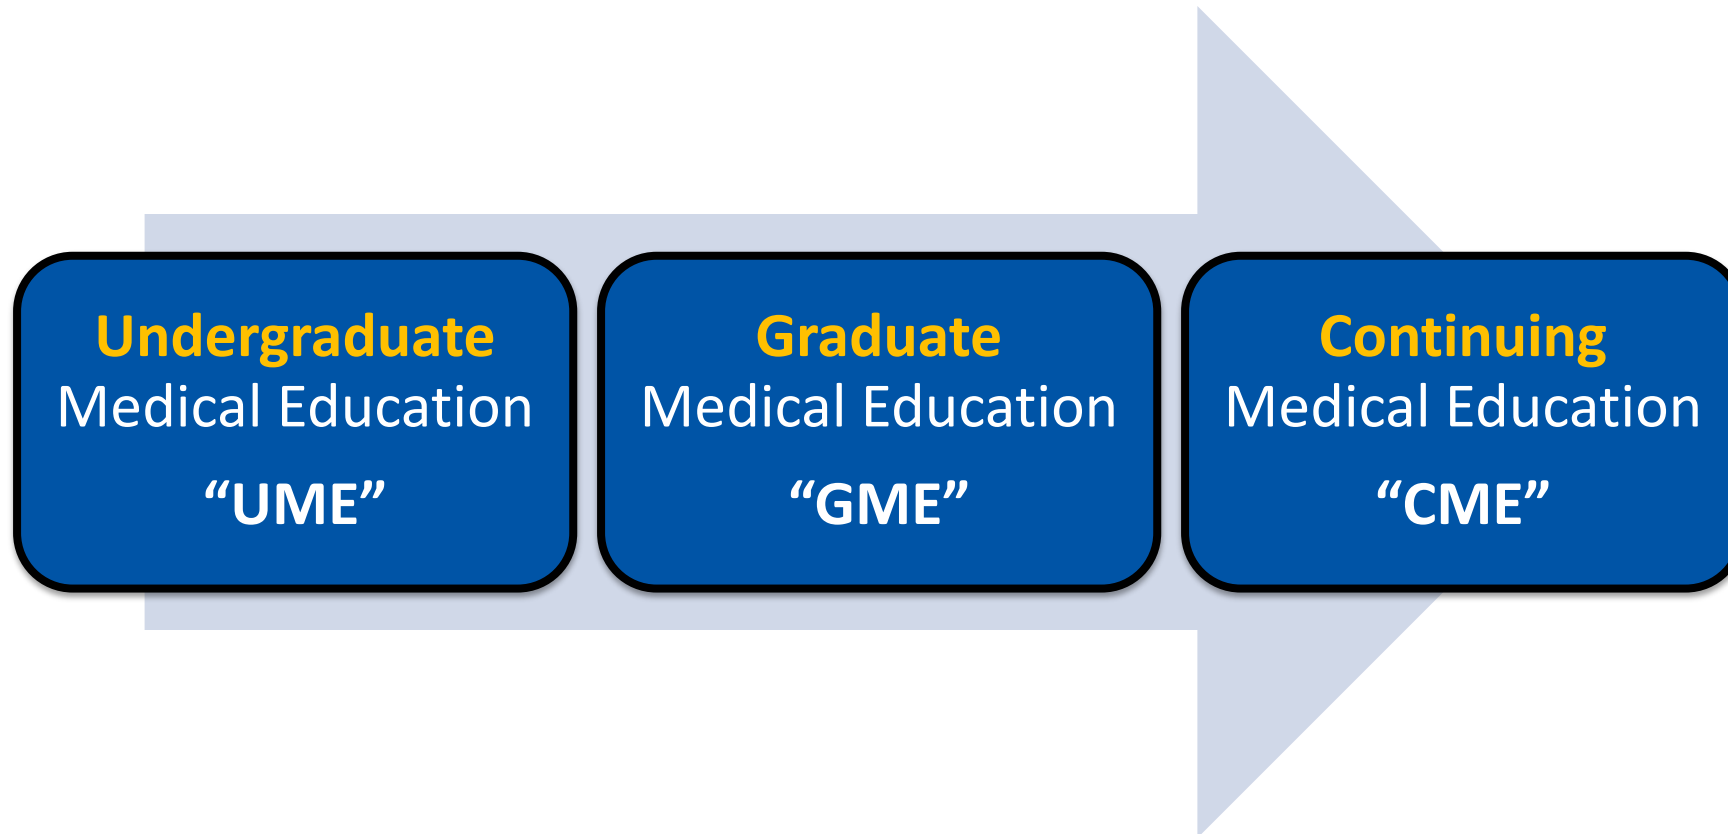 Undergraduate
Medical Education
“UME”
Graduate
Medical Education
“GME”
Continuing
Medical Education
“CME”